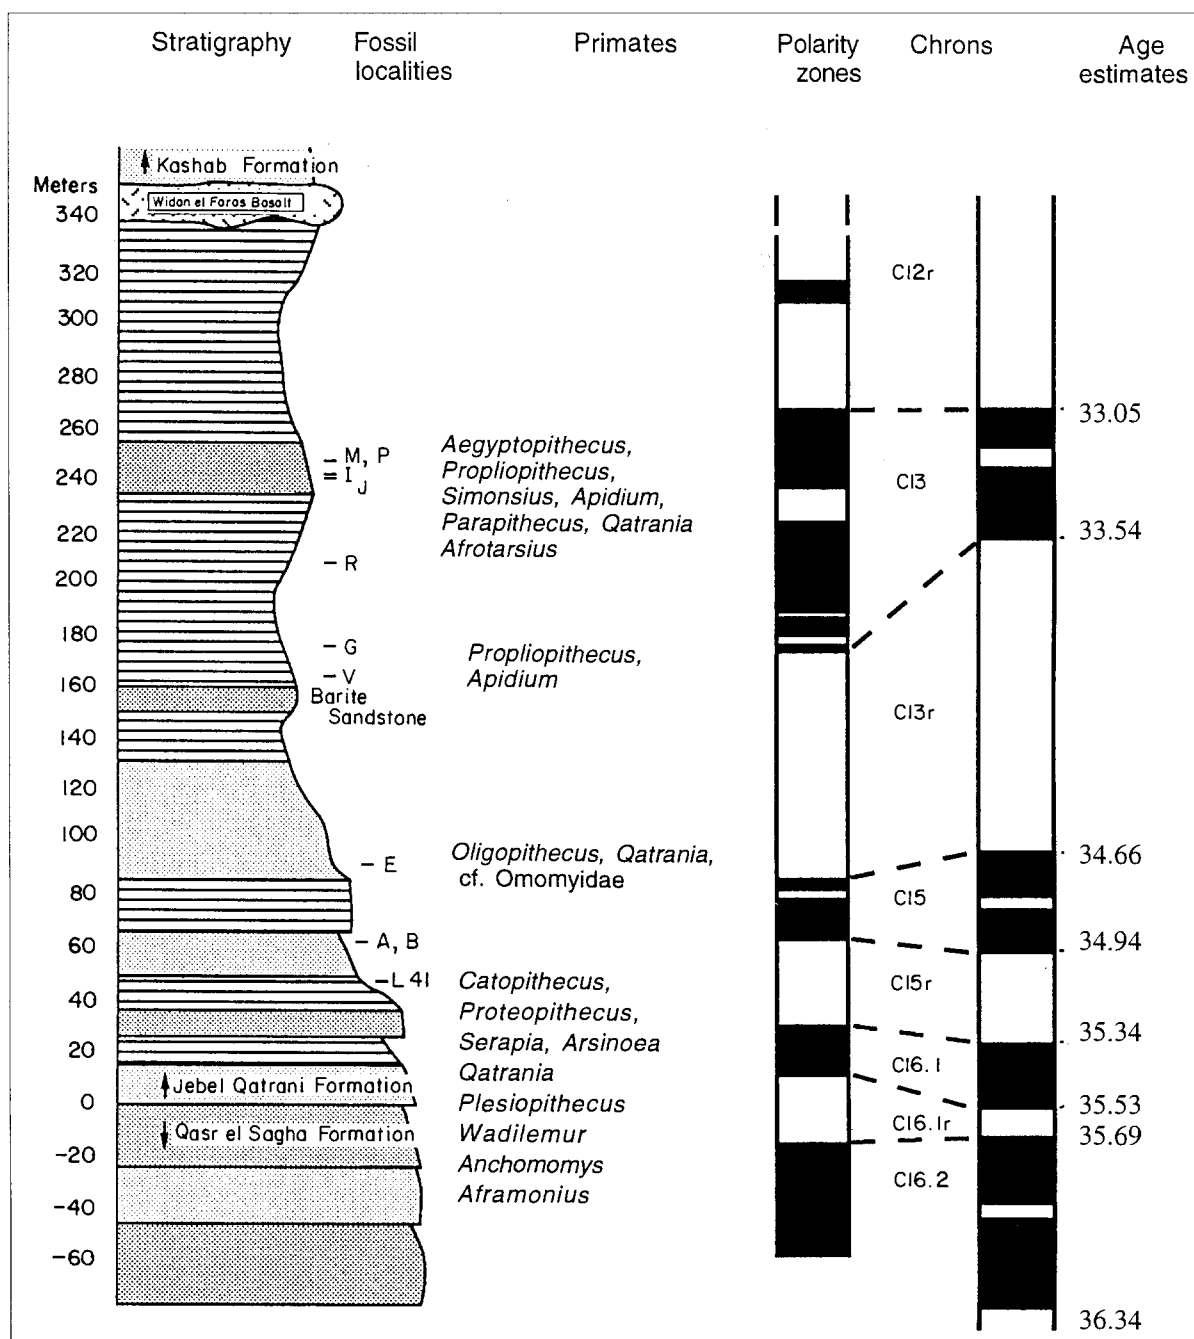 Stratigraphy Fossil localities Primates Polarity zones Chrons Age estimates
Kashab Formation
Meters
Widan el Faras Basalt
340
320
300
280
260
240
220
200
180
160
140
120
100
80
60
40
20
0
-20
-40
-60
M, P
I
J
R
G
V
Barite
Sandstone
E
A, B
L 41
Jebel Qatrani Formation
Qasr el Sagha Formation
Aegyptopithecus,
Propliopithecus,
Simonsius, Apidium,
Parapithecus, Qatrania
Afrotarsius
Propliopithecus,
Apidium
Oligopithecus, Qatrania,
cf. Omomyidae
Catopithecus,
Proteopithecus,
Serapia, Arsinoea
Qatrania
Plesiopithecus
Wadilemur
Anchomomys
Aframonius
C12r
C13
C13r
C15
C15r
C16.1
C16.1r
C16.2
33.05
33.54
34.66
34.94
35.34
35.53
35.69
36.34